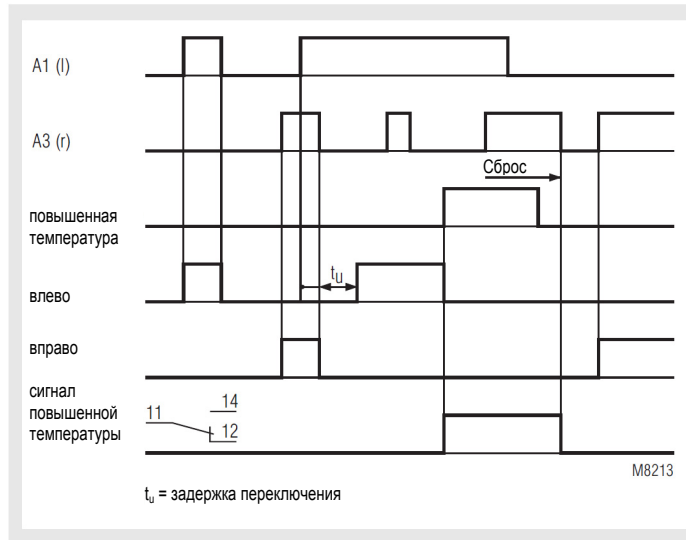 A1 (l)
A3 (r)
Сброс
повышенная
температура
tu
влево
вправо
сигнал
повышенной
температуры
11
14
12
M8213
tu = задержка переключения